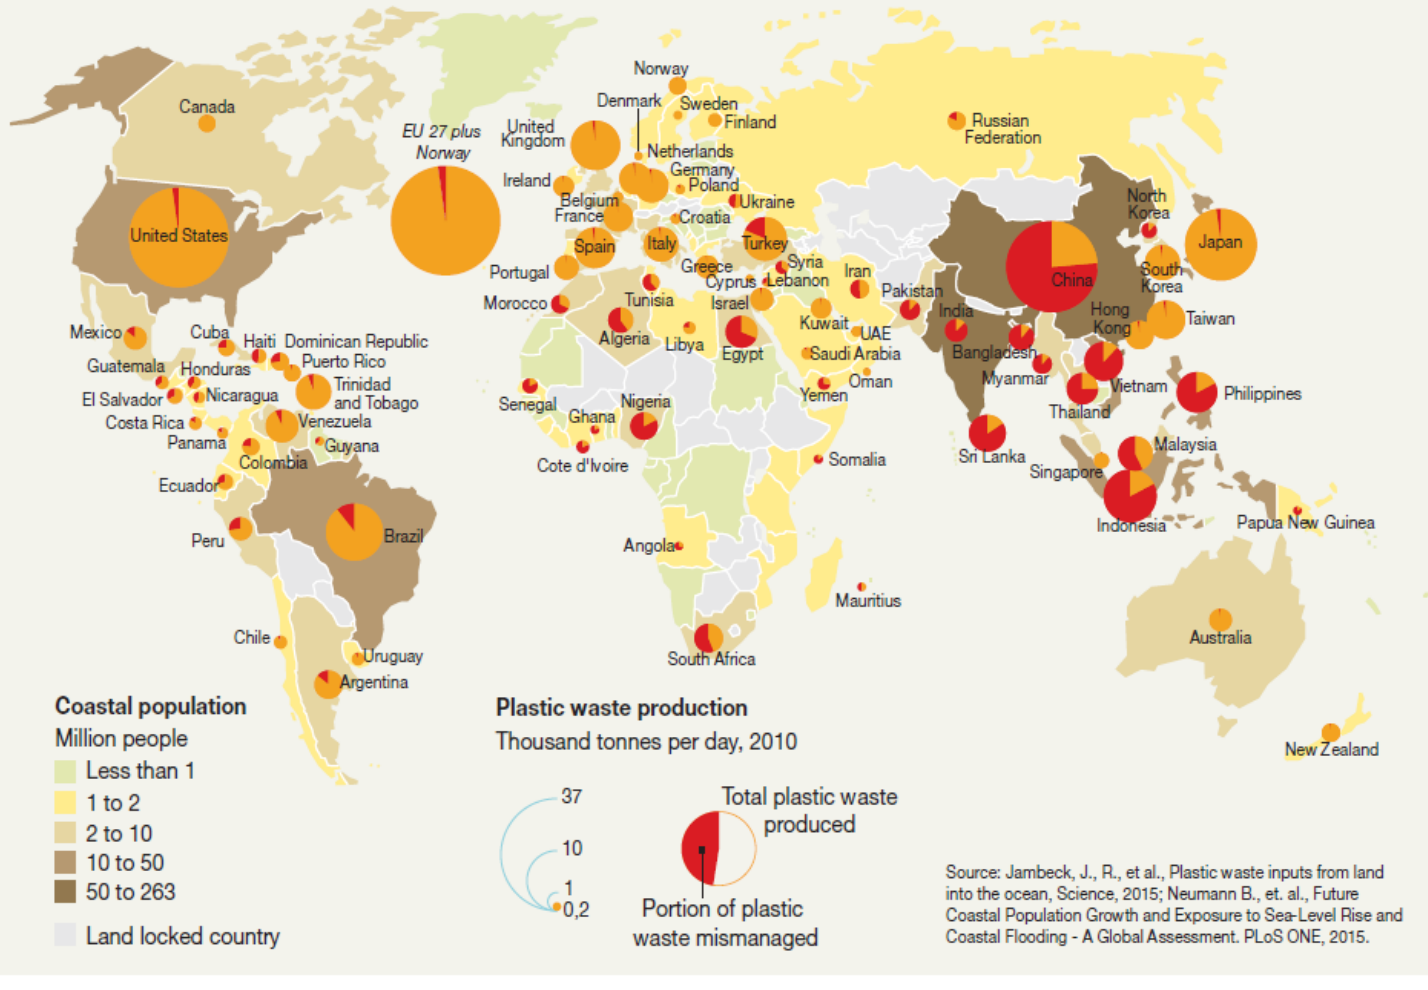 Canada
EU 27 plus
Norway
United States
Mexico
Cuba
Haiti
Dominican Republic
Puerto Rico
Guatemala
Honduras
Trinidad
and Tobago
El Salvador
Nicaragua
Costa Rica
Venezuela
Panama
Guyana
Colombia
Ecuador
Peru
Brazil
Chile
Uruguay
Argentina
Norway
Denmark
Sweden
Finland
United
Kingdom
Netherlands
Germany
Ireland
Poland
Belgium
France
Ukraine
Croatia
Spain
Italy
Turkey
Portugal
Greece
Syria
Cyprus
Lebanon
Morocco
Tunisia
Israel
Algeria
Libya
Egypt
Iran
Kuwait
UAE
Saudi Arabia
Oman
Yemen
Senegal
Ghana
Nigeria
Cote d'Ivoire
Somalia
Angola
Mauritius
South Africa
Russian
Federation
North
Korea
Japan
China
South
Korea
Pakistan
India
Hong
Kong
Taiwan
Bangladesh
Myanmar
Vietnam
Thailand
Philippines
Sri Lanka
Malaysia
Singapore
Indonesia
Papua New Guinea
Australia
New Zealand
Coastal population
Million people
Less than 1
1 to 2
2 to 10
10 to 50
50 to 263
Land locked country
Plastic waste production
Thousand tonnes per day, 2010
37
10
1
0,2
Total plastic waste
produced
Portion of plastic
waste mismanaged
Source: Jambeck, J., R., et al., Plastic waste inputs from land
into the ocean, Science, 2015; Neumann B., et. al., Future
Coastal Population Growth and Exposure to Sea-Level Rise and
Coastal Flooding - A Global Assessment. PLoS ONE, 2015.